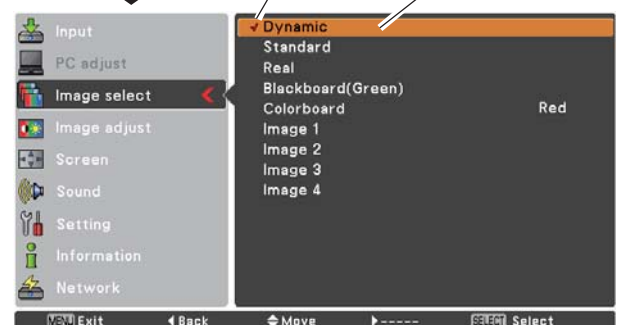 Input
PC adjust
Image select
Image adjust
Screen
Sound
Setting
Information
Network
Dynamic
Standard
Real
Blackboard(Green)
Colorboard Red
Image 1
Image 2
Image 3
Image 4
MENU Exit Back Move ----- SELECT Select